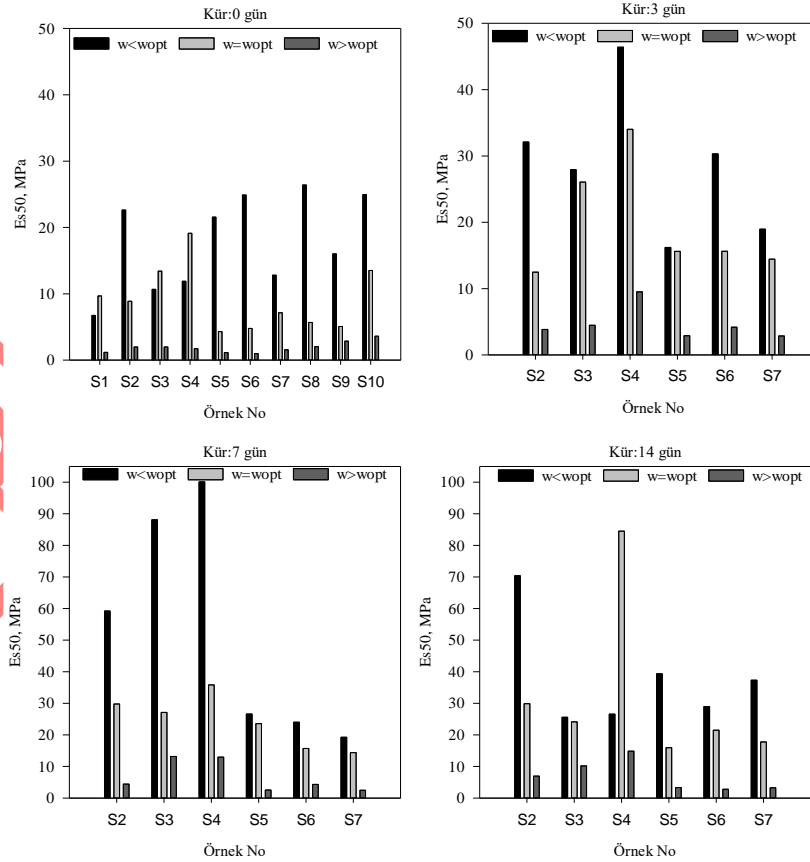 Kür:0 gün
w<wopt w=wopt w>wopt
50
40
30
20
10
0
Es50, MPa
S1 S2 S3 S4 S5 S6 S7 S8 S9 S10
Örnek No
Kür:3 gün
w<wopt w=wopt w>wopt
50
40
30
20
10
0
Es50, MPa
S2 S3 S4 S5 S6 S7
Örnek No
Kür:7 gün
w<wopt w=wopt w>wopt
100
90
80
70
60
50
40
30
20
10
0
Es50, MPa
S2 S3 S4 S5 S6 S7
Örnek No
Kür:14 gün
w<wopt w=wopt w>wopt
100
90
80
70
60
50
40
30
20
10
0
Es50, MPa
S2 S3 S4 S5 S6 S7
Örnek No